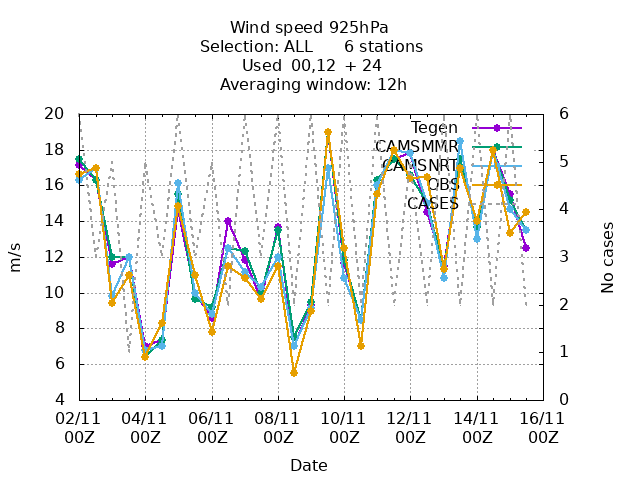 Wind speed 925hPa
Selection: ALL 6 stations
Used 00,12 + 24
Averaging window: 12h
20
18
16
14
12
10
8
6
4
m/s
6
5
4
3
2
1
0
No cases
Tegen
CAMSMMR
CAMSNRT
OBS
CASES
02/11 04/11 06/11 08/11 10/11 12/11 14/11 16/11
00Z 00Z 00Z 00Z 00Z 00Z 00Z 00Z
Date